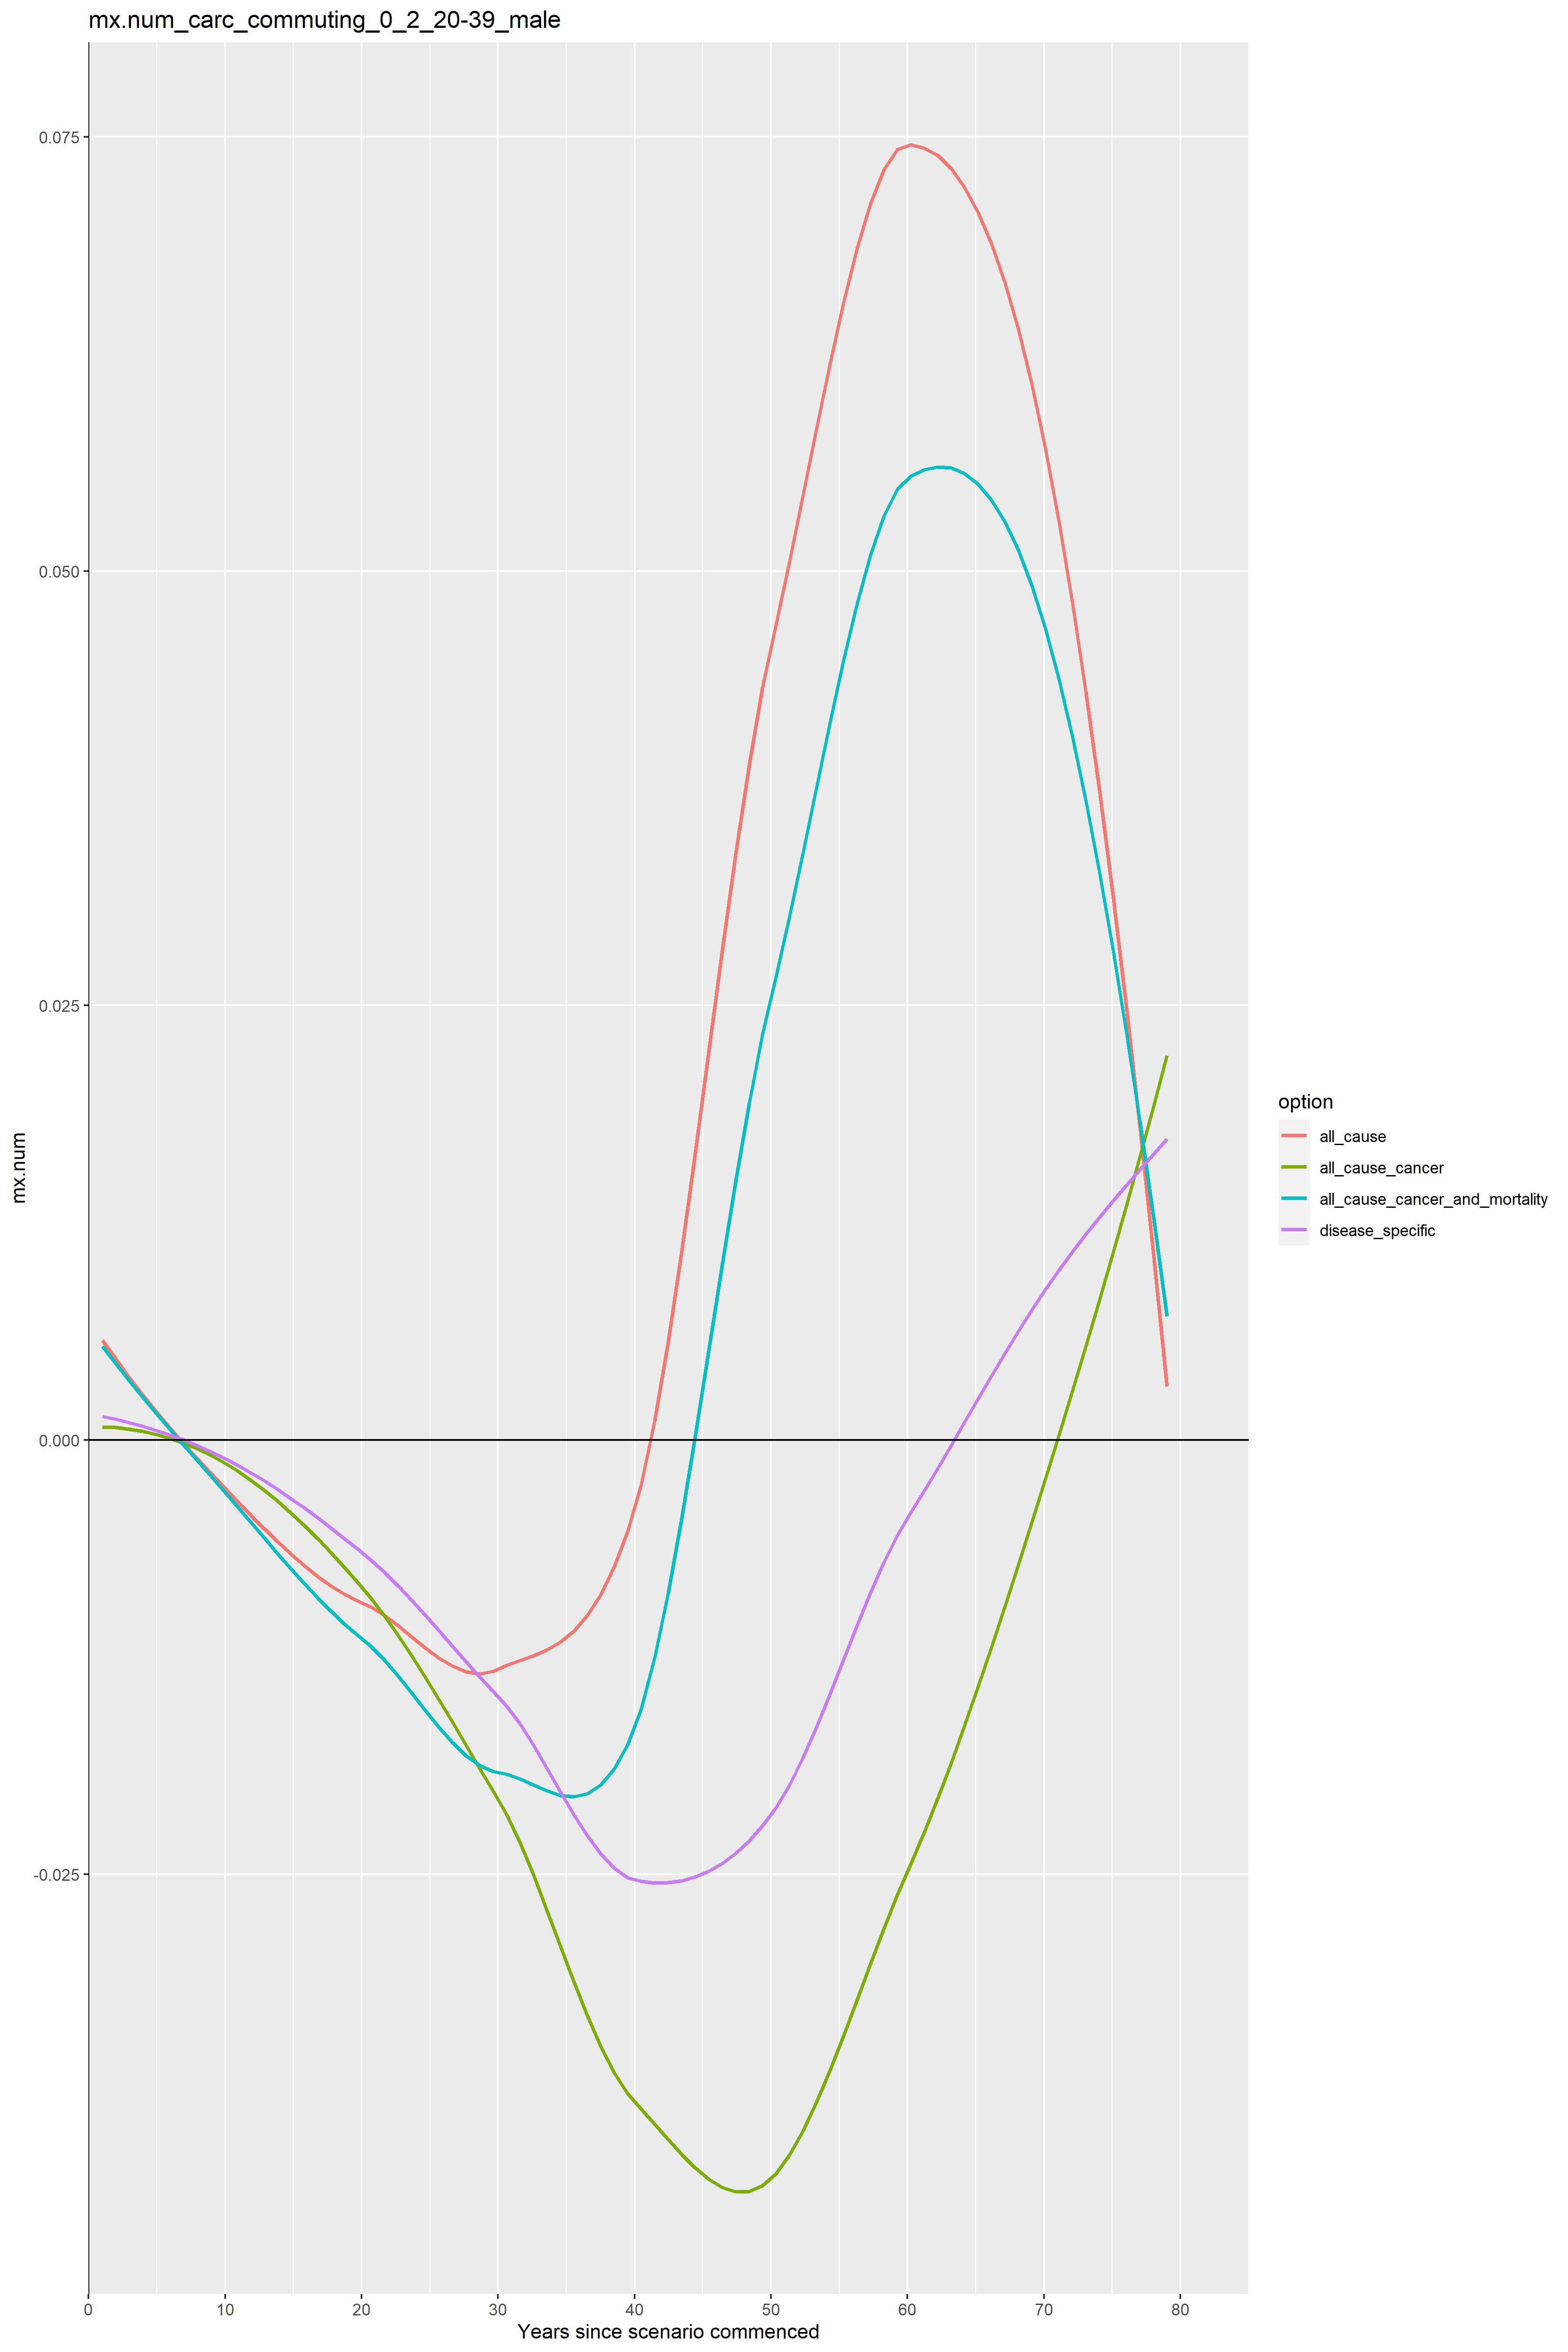 mx.num_carc_commuting_0_2_20-39_male
0.075
0.050
0.025
0.000
-0.025
mx.num
0 10 20 30 40 50 60 70 80
Years since scenario commenced
option
all_cause
all_cause_cancer
all_cause_cancer_and_mortality
disease_specific